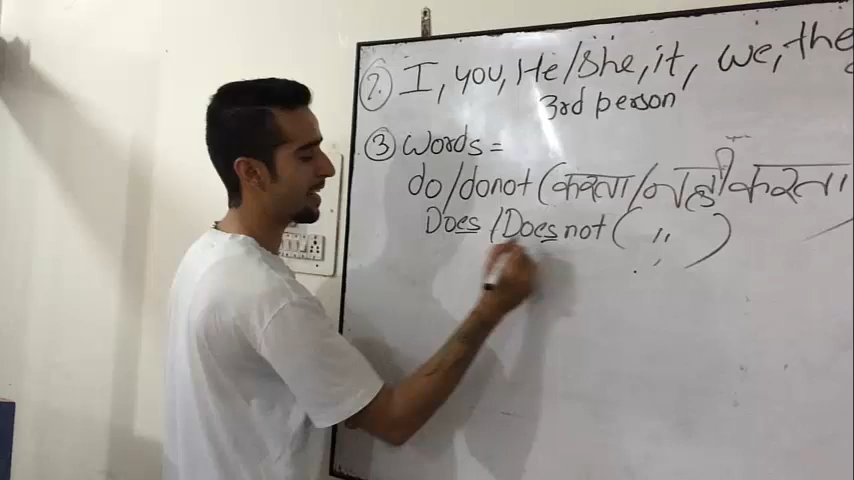 2. I, you, He/She, it, we, the
3rd person
3 Words =
do/donot (करता/नही करता
Does/Does not ( ,, )